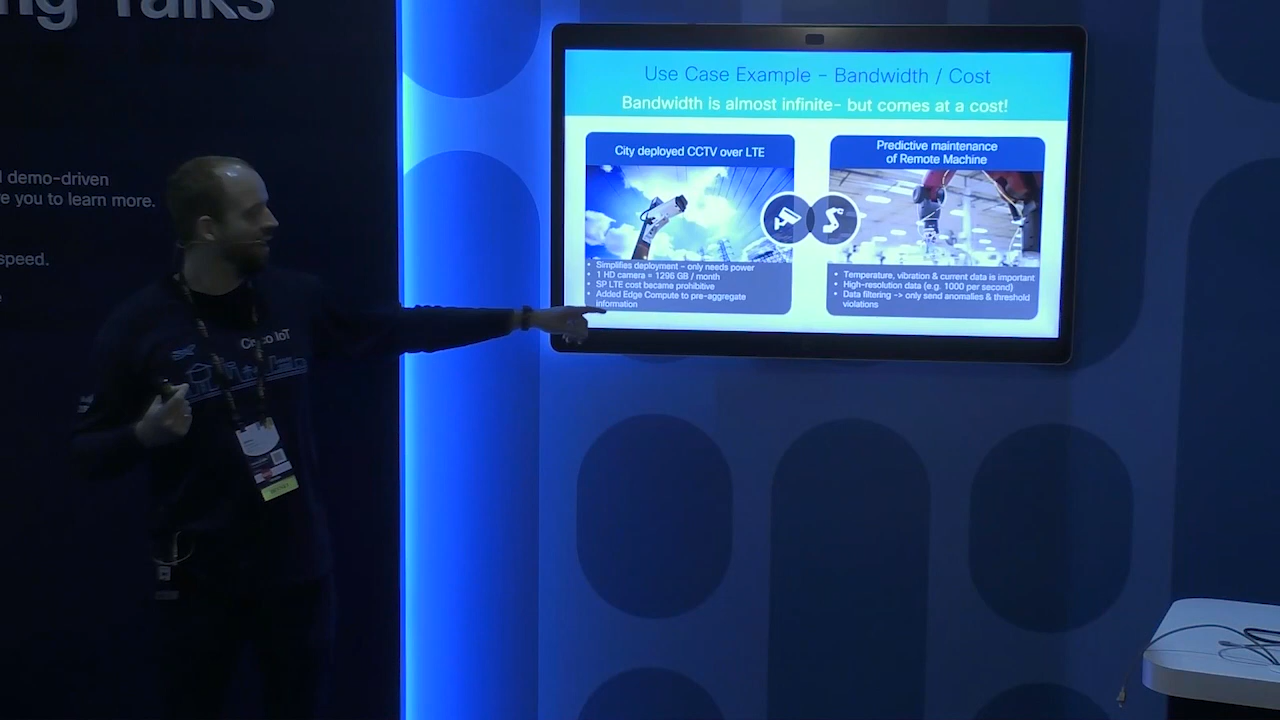 ng Talks
demo-driven
e you to learn more.
speed.
Cisco IoT
Use Case Example – Bandwidth / Cost
Bandwidth is almost infinite- but comes at a cost!
City deployed CCTV over LTE
• Simplifies deployment – only needs power
• 1 HD camera = 1296 GB / month
• SP LTE cost became prohibitive
• Added Edge Compute to pre-aggregate
information
Predictive maintenance
of Remote Machine
• Temperature, vibration & current data is important
• High-resolution data (e.g. 1000 per second)
• Data filtering -> only send anomalies & threshold
violations